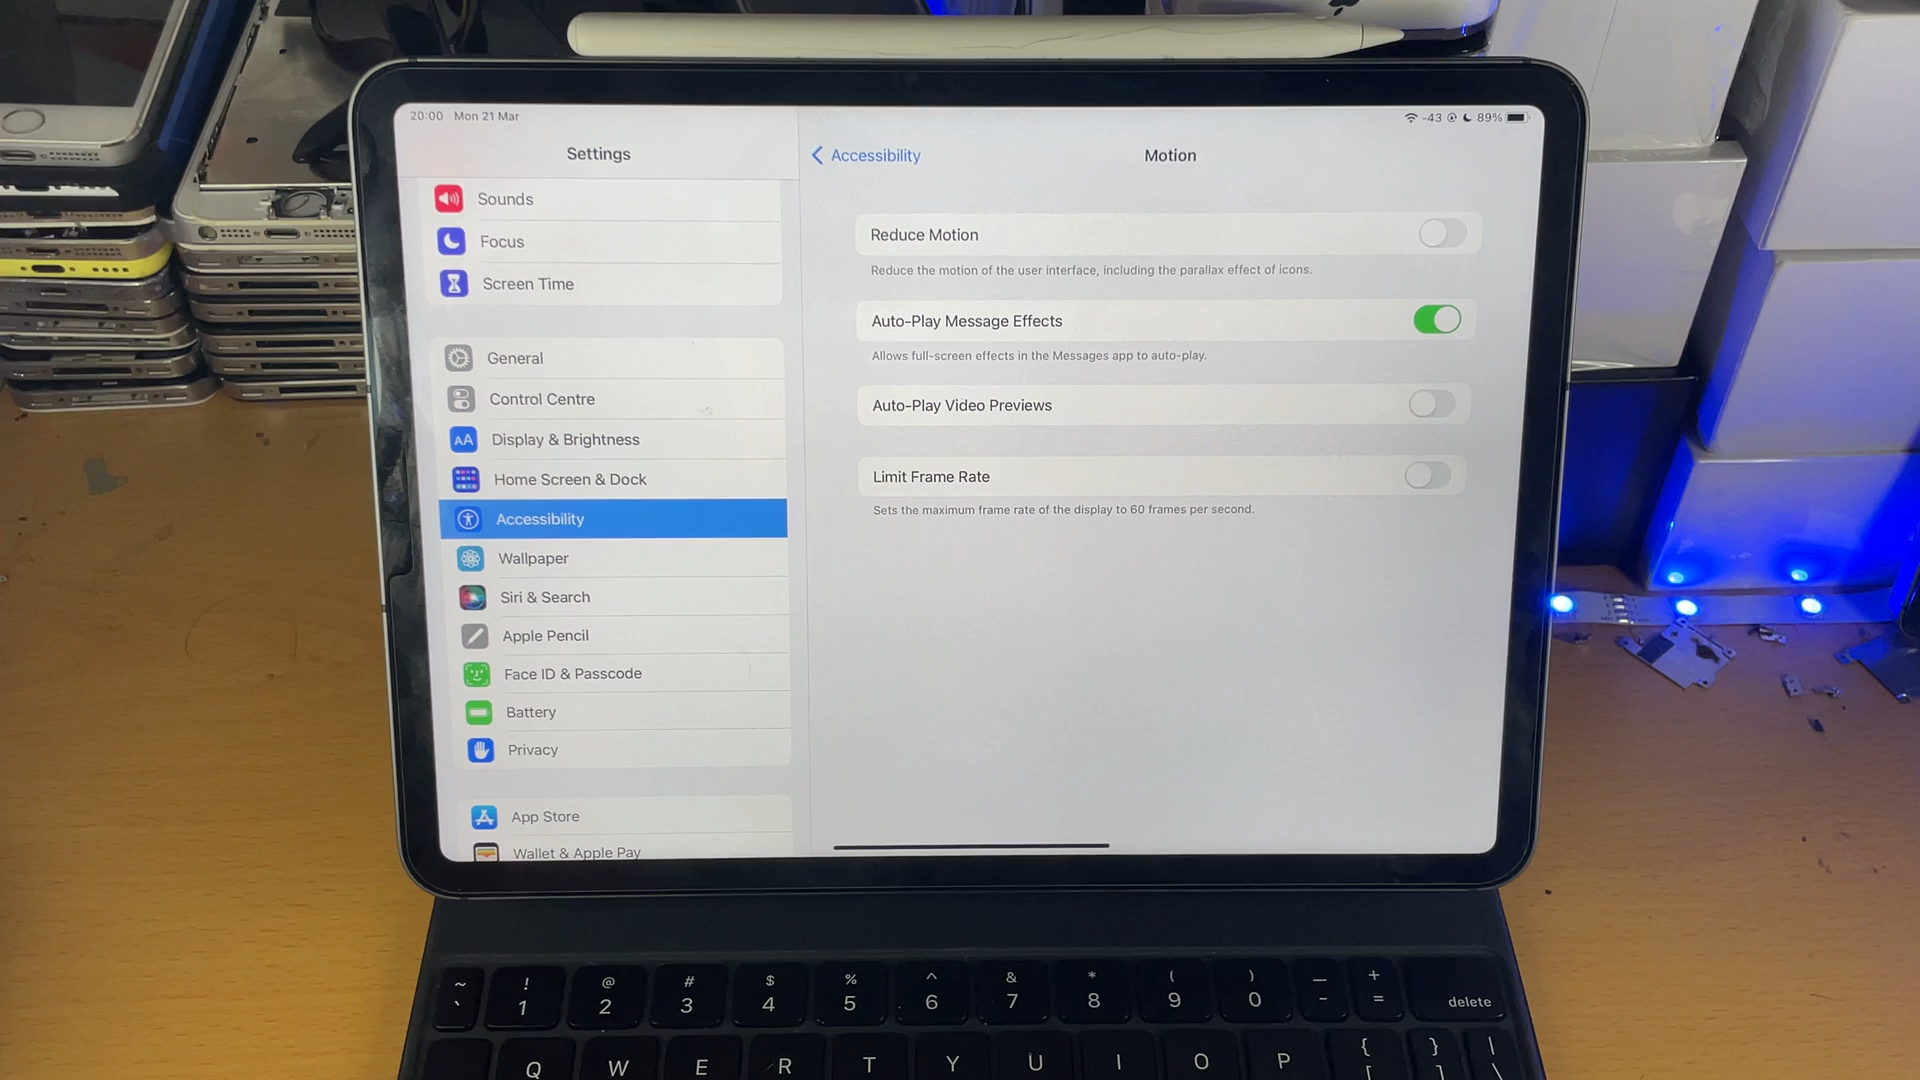 20:00 Mon 21 Mar
-43 89%
Settings
Sounds
Focus
Screen Time
General
Control Centre
AA Display & Brightness
Home Screen & Dock
Accessibility
Wallpaper
Siri & Search
Apple Pencil
Face ID & Passcode
Battery
Privacy
App Store
Wallet & Apple Pay
Accessibility
Motion
Reduce Motion
Reduce the motion of the user interface, including the parallax effect of icons.
Auto-Play Message Effects
Allows full-screen effects in the Messages app to auto-play.
Auto-Play Video Previews
Limit Frame Rate
Sets the maximum frame rate of the display to 60 frames per second.
~ ! @ # $ % ^ & * ( ) _ +
` 1 2 3 4 5 6 7 8 9 0 - = delete
{ } |
Q W E R T Y U I O P [ ] \